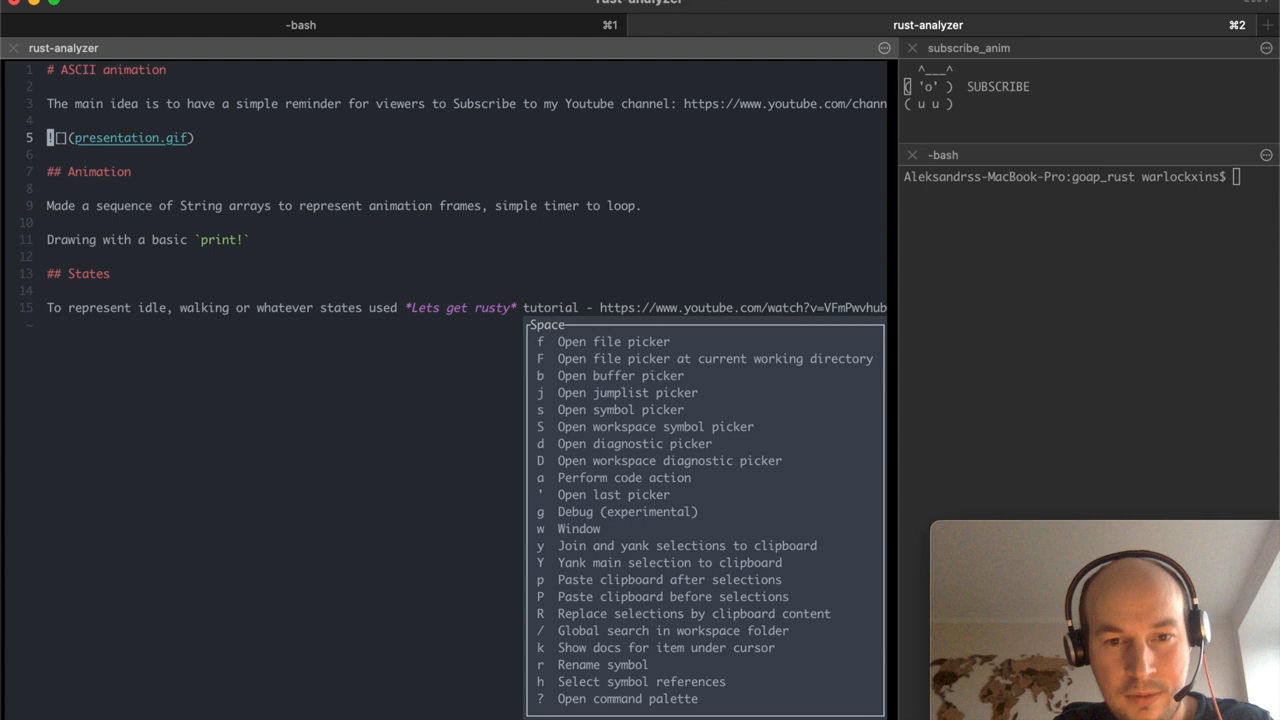 rust-analyzer
-bash ⌘1 rust-analyzer ⌘2 +
rust-analyzer
1 # ASCII animation
2
3 The main idea is to have a simple reminder for viewers to Subscribe to my Youtube channel: https://www.youtube.com/chann
4
5 ![](presentation.gif)
6
7 ## Animation
8
9 Made a sequence of String arrays to represent animation frames, simple timer to loop.
10
11 Drawing with a basic `print!`
12
13 ## States
14
15 To represent idle, walking or whatever states used *Lets get rusty* tutorial - https://www.youtube.com/watch?v=VFmPwvhub
~
Space
f Open file picker
F Open file picker at current working directory
b Open buffer picker
j Open jumplist picker
s Open symbol picker
S Open workspace symbol picker
d Open diagnostic picker
D Open workspace diagnostic picker
a Perform code action
' Open last picker
g Debug (experimental)
w Window
y Join and yank selections to clipboard
Y Yank main selection to clipboard
p Paste clipboard after selections
P Paste clipboard before selections
R Replace selections by clipboard content
/ Global search in workspace folder
k Show docs for item under cursor
r Rename symbol
h Select symbol references
? Open command palette
subscribe_anim
^___^
( 'o' ) SUBSCRIBE
( u u )
-bash
Aleksandrss-MacBook-Pro:goap_rust warlockxins$